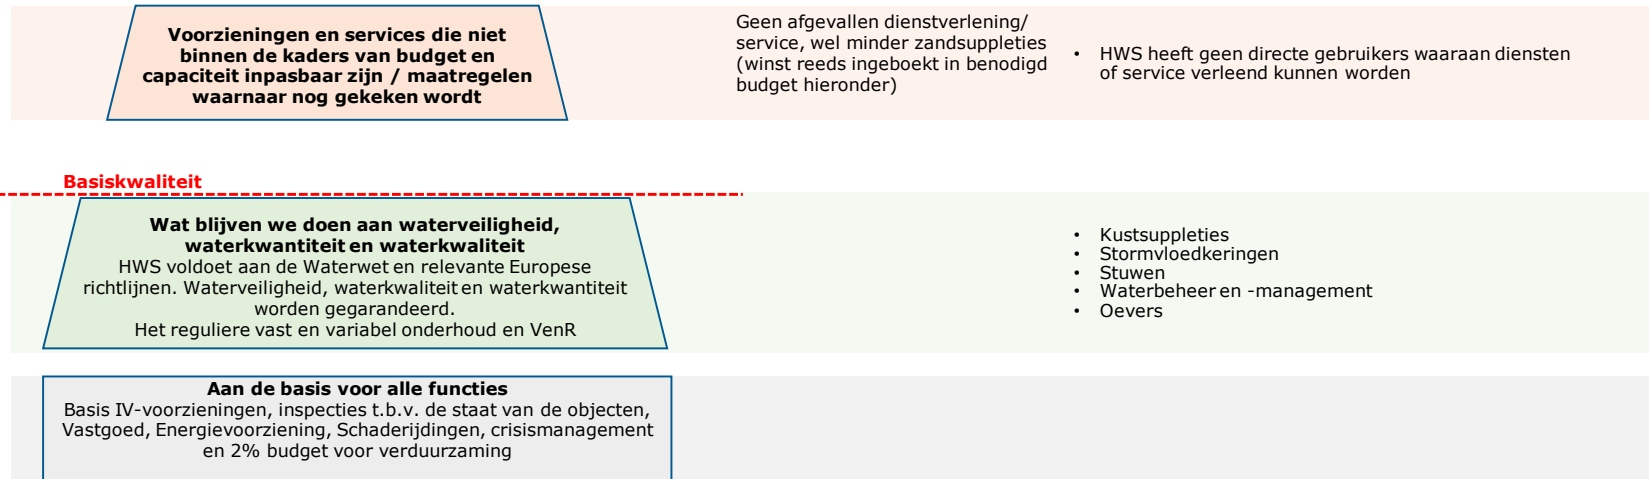 Voorzieningen en services die niet
binnen de kaders van budget en
capaciteit inpasbaar zijn / maatregelen
waarnaar nog gekeken wordt
Geen afgevallen dienstverlening/
service, wel minder zandsuppleties
(winst reeds ingeboekt in benodigd
budget hieronder)
• HWS heeft geen directe gebruikers waaraan diensten
of service verleend kunnen worden
Basiskwaliteit
Wat blijven we doen aan waterveiligheid,
waterkwantiteit en waterkwaliteit
HWS voldoet aan de Waterwet en relevante Europese
richtlijnen. Waterveiligheid, waterkwaliteit en waterkwantiteit
worden gegarandeerd.
Het reguliere vast en variabel onderhoud en VenR
• Kustsuppleties
• Stormvloedkeringen
• Stuwen
• Waterbeheer en -management
• Oevers
Aan de basis voor alle functies
Basis IV-voorzieningen, inspecties t.b.v. de staat van de objecten,
Vastgoed, Energievoorziening, Schaderijdingen, crisismanagement
en 2% budget voor verduurzaming